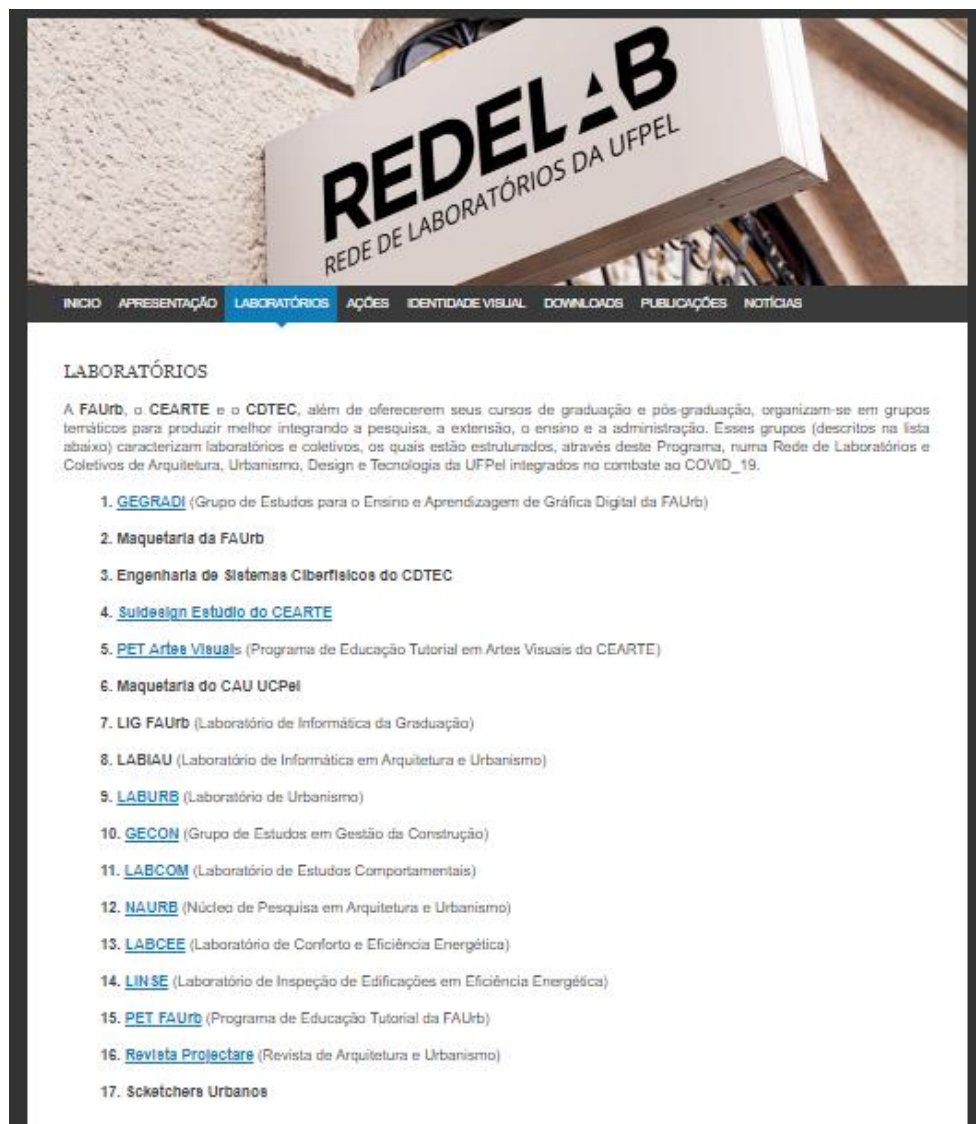 REDELAB
REDE DE LABORATÓRIOS DA UFPEL
INICIO APRESENTAÇÃO LABORATÓRIOS AÇÕES IDENTIDADE VISUAL DOWNLOADS PUBLICAÇÕES NOTÍCIAS
LABORATÓRIOS
A FAUrb, o CEARTE e o CDTEC, além de oferecerem seus cursos de graduação e pós-graduação, organizam-se em grupos
temáticos para produzir melhor integrando a pesquisa, a extensão, o ensino e a administração. Esses grupos (descritos na lista
abaixo) caracterizam laboratórios e coletivos, os quais estão estruturados, através deste Programa, numa Rede de Laboratórios e
Coletivos de Arquitetura, Urbanismo, Design e Tecnologia da UFPel integrados no combate ao COVID_19.
1. GEGRADI (Grupo de Estudos para o Ensino e Aprendizagem de Gráfica Digital da FAUrb)
2. Maquetaria da FAUrb
3. Engenharia de Sistemas Ciberfísicos do CDTEC
4. Suldesign Estúdio do CEARTE
5. PET Artes Visuais (Programa de Educação Tutorial em Artes Visuais do CEARTE)
6. Maquetaria do CAU UCPel
7. LIG FAUrb (Laboratório de Informática da Graduação)
8. LABIAU (Laboratório de Informática em Arquitetura e Urbanismo)
9. LABURB (Laboratório de Urbanismo)
10. GECON (Grupo de Estudos em Gestão da Construção)
11. LABCOM (Laboratório de Estudos Comportamentais)
12. NAURB (Núcleo de Pesquisa em Arquitetura e Urbanismo)
13. LABCEE (Laboratório de Conforto e Eficiência Energética)
14. LINSE (Laboratório de Inspeção de Edificações em Eficiência Energética)
15. PET FAUrb (Programa de Educação Tutorial da FAUrb)
16. Revista Projectare (Revista de Arquitetura e Urbanismo)
17. Scketchers Urbanos